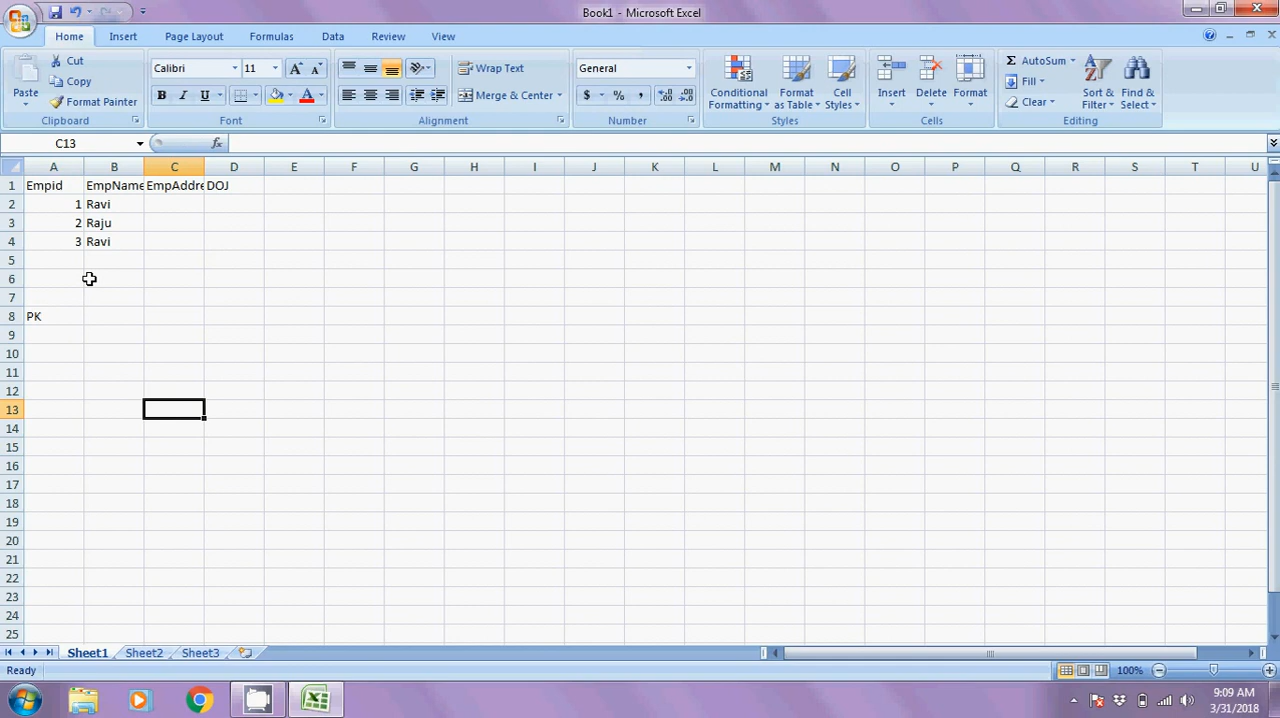 Book1 - Microsoft Excel
Home Insert Page Layout Formulas Data Review View
Paste
Cut
Copy
Format Painter
Clipboard
Calibri 11 A A
B I U A
Font
Wrap Text
Merge & Center
Alignment
General
$ % ,
Number
Conditional Formatting
Format as Table
Cell Styles
Styles
Insert Delete Format
Cells
Σ AutoSum
Fill
Clear
Sort & Filter
Find & Select
Editing
C13 fx
A B C D E F G H I J K L M N O P Q R S T U
1 Empid EmpName EmpAddre DOJ
2 1 Ravi
3 2 Raju
4 3 Ravi
5
6
7
8 PK
9
10
11
12
13
14
15
16
17
18
19
20
21
22
23
24
25
Sheet1 Sheet2 Sheet3
Ready 100%
9:09 AM
3/31/2018